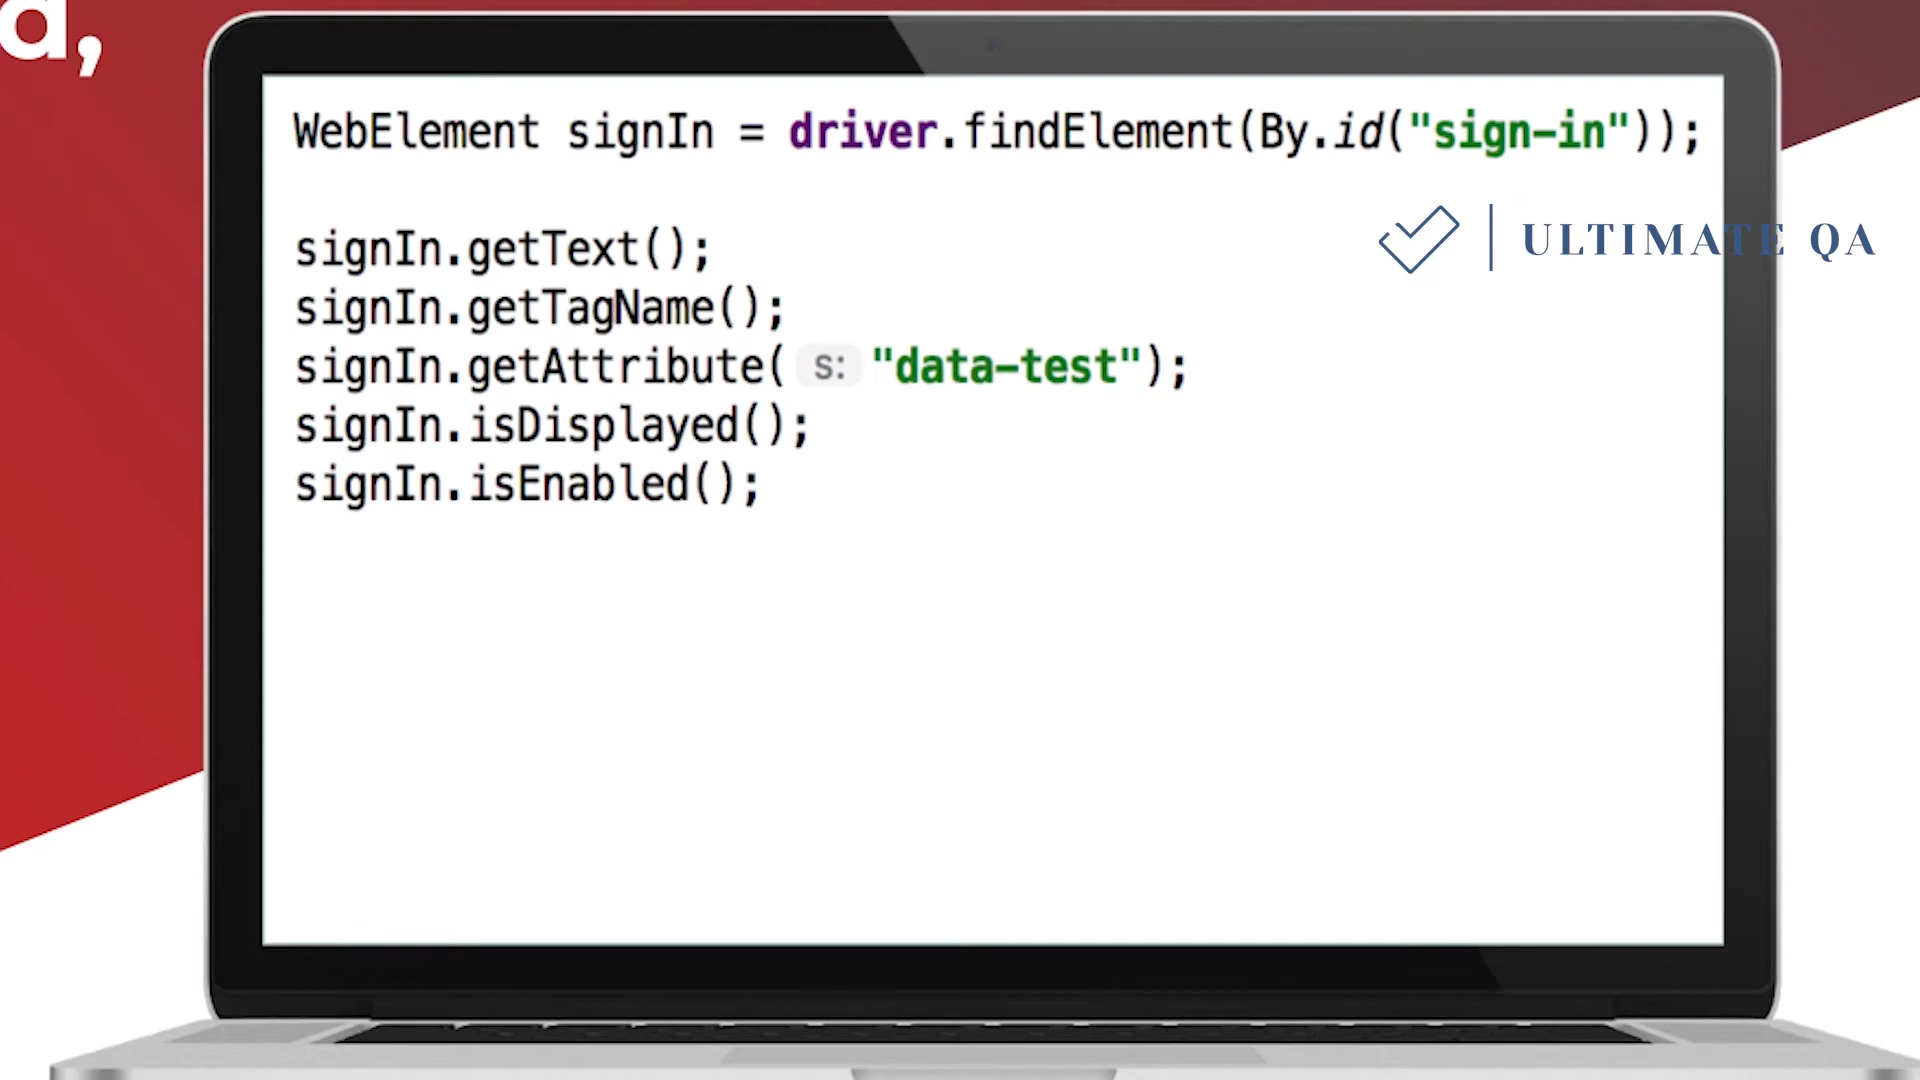 a,
WebElement signIn = driver.findElement(By.id("sign-in"));
ULTIMATE QA
signIn.getText();
signIn.getTagName();
signIn.getAttribute( s: "data-test");
signIn.isDisplayed();
signIn.isEnabled();